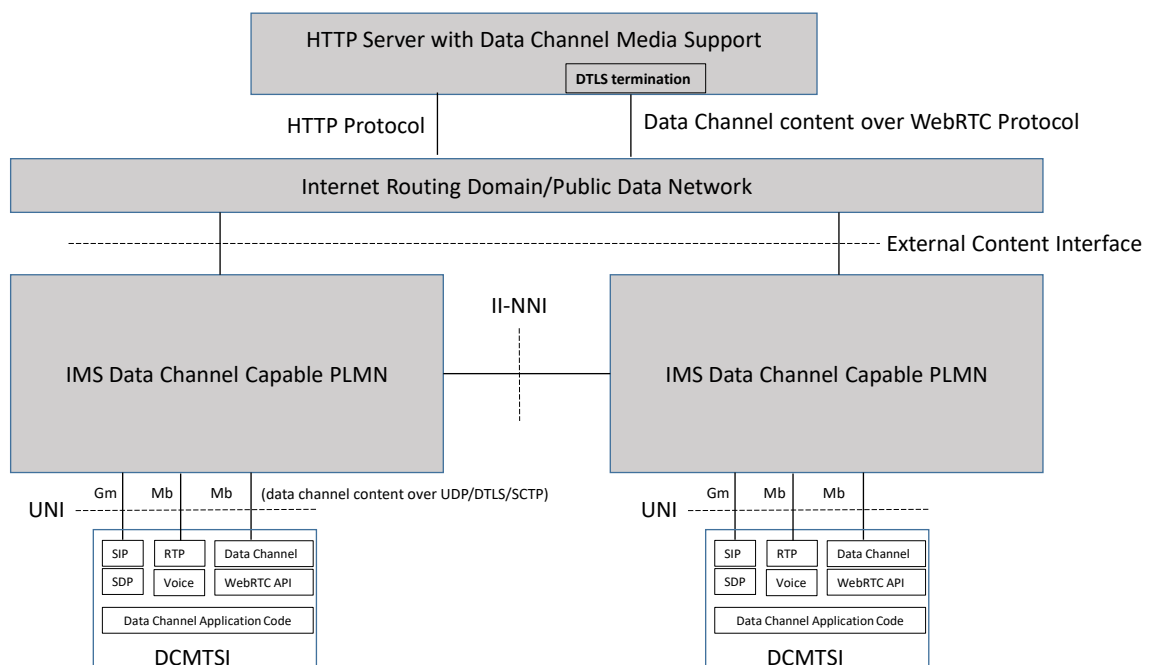 HTTP Server with Data Channel Media Support
DTLS termination
HTTP Protocol
Data Channel content over WebRTC Protocol
Internet Routing Domain/Public Data Network
External Content Interface
II-NNI
IMS Data Channel Capable PLMN
IMS Data Channel Capable PLMN
Gm Mb Mb (data channel content over UDP/DTLS/SCTP)
UNI
Gm Mb Mb
UNI
SIP RTP Data Channel
SDP Voice WebRTC API
Data Channel Application Code
DCMTSI
SIP RTP Data Channel
SDP Voice WebRTC API
Data Channel Application Code
DCMTSI